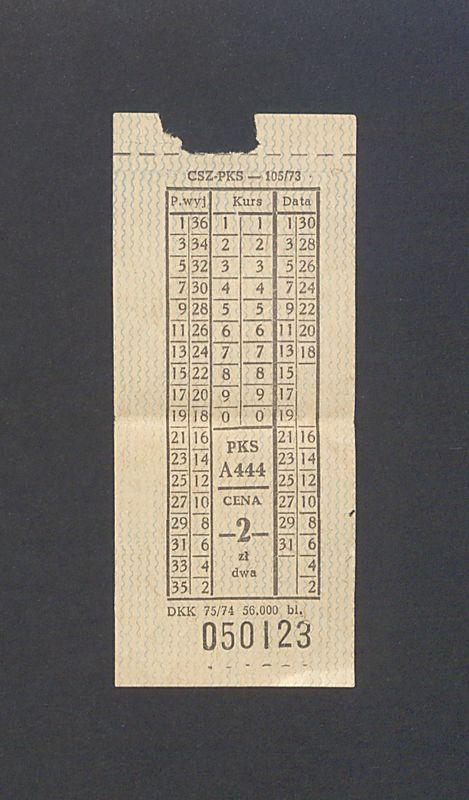 CSZ-PKS — 105/73
P.wyj. Kurs Data
1 36 1 1 1 30
3 34 2 2 3 28
5 32 3 3 5 26
7 30 4 4 7 24
9 28 5 5 9 22
11 26 6 6 11 20
13 24 7 7 13 18
15 22 8 8 15
17 20 9 9 17
19 18 0 0 19
21 16 21 16
23 14 PKS 23 14
25 12 A444 25 12
27 10 CENA 27 10
29 8 —2— 29 8
31 6 zł 31 6
33 4 dwa 4
35 2 2
DKK 75/74 56.000 bl.
050123